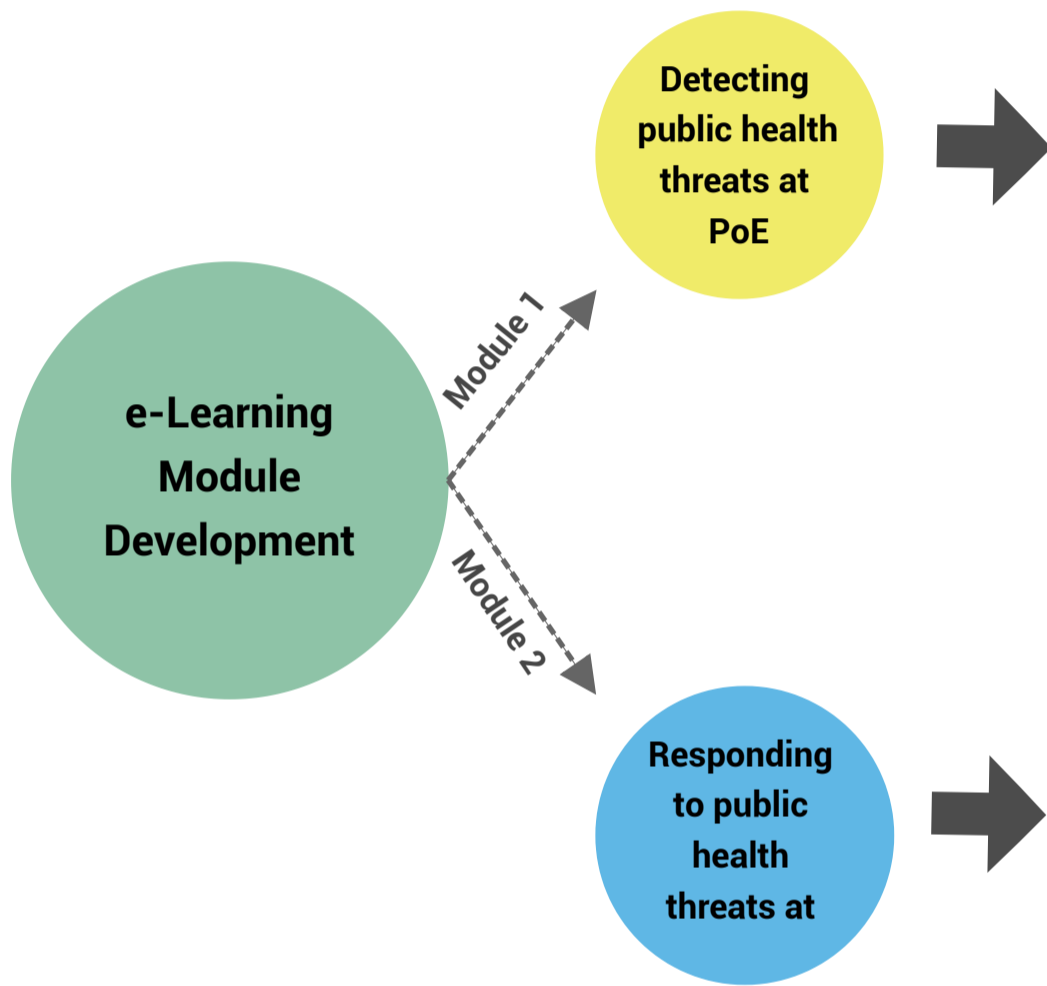 Detecting
public health
threats at
PoE
Module 1
e-Learning
Module
Development
Module 2
Responding
to public
health
threats at